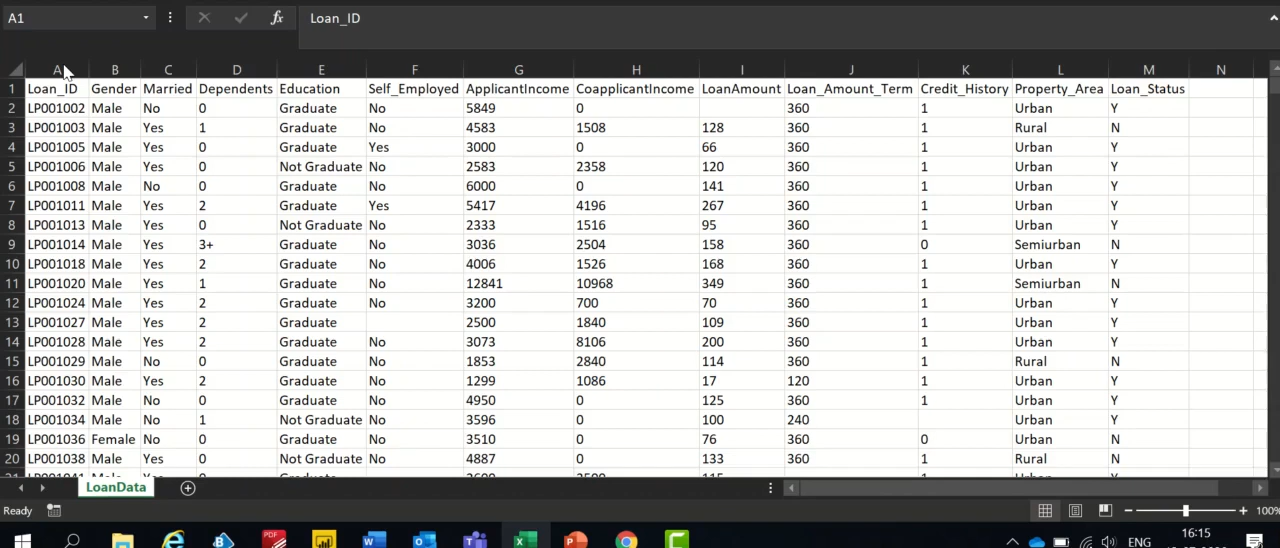 A1 fx Loan_ID
A B C D E F G H I J K L M N
1 Loan_ID Gender Married Dependents Education Self_Employed ApplicantIncome CoapplicantIncome LoanAmount Loan_Amount_Term Credit_History Property_Area Loan_Status
2 LP001002 Male No 0 Graduate No 5849 0 360 1 Urban Y
3 LP001003 Male Yes 1 Graduate No 4583 1508 128 360 1 Rural N
4 LP001005 Male Yes 0 Graduate Yes 3000 0 66 360 1 Urban Y
5 LP001006 Male Yes 0 Not Graduate No 2583 2358 120 360 1 Urban Y
6 LP001008 Male No 0 Graduate No 6000 0 141 360 1 Urban Y
7 LP001011 Male Yes 2 Graduate Yes 5417 4196 267 360 1 Urban Y
8 LP001013 Male Yes 0 Not Graduate No 2333 1516 95 360 1 Urban Y
9 LP001014 Male Yes 3+ Graduate No 3036 2504 158 360 0 Semiurban N
10 LP001018 Male Yes 2 Graduate No 4006 1526 168 360 1 Urban Y
11 LP001020 Male Yes 1 Graduate No 12841 10968 349 360 1 Semiurban N
12 LP001024 Male Yes 2 Graduate No 3200 700 70 360 1 Urban Y
13 LP001027 Male Yes 2 Graduate 2500 1840 109 360 1 Urban Y
14 LP001028 Male Yes 2 Graduate No 3073 8106 200 360 1 Urban Y
15 LP001029 Male No 0 Graduate No 1853 2840 114 360 1 Rural N
16 LP001030 Male Yes 2 Graduate No 1299 1086 17 120 1 Urban Y
17 LP001032 Male No 0 Graduate No 4950 0 125 360 1 Urban Y
18 LP001034 Male No 1 Not Graduate No 3596 0 100 240 Urban Y
19 LP001036 Female No 0 Graduate No 3510 0 76 360 0 Urban N
20 LP001038 Male Yes 0 Not Graduate No 4887 0 133 360 1 Rural N
LoanData
Ready 100%
PDF ENG 16:15